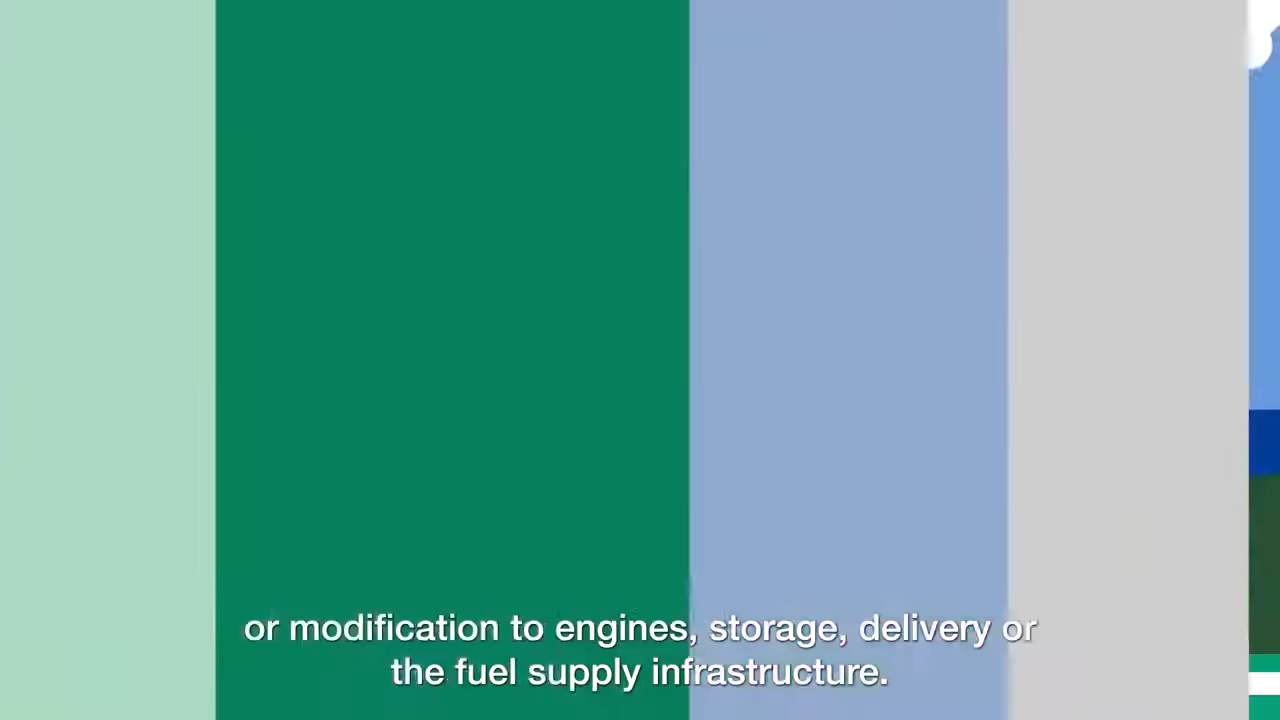 or modification to engines, storage, delivery or
the fuel supply infrastructure.